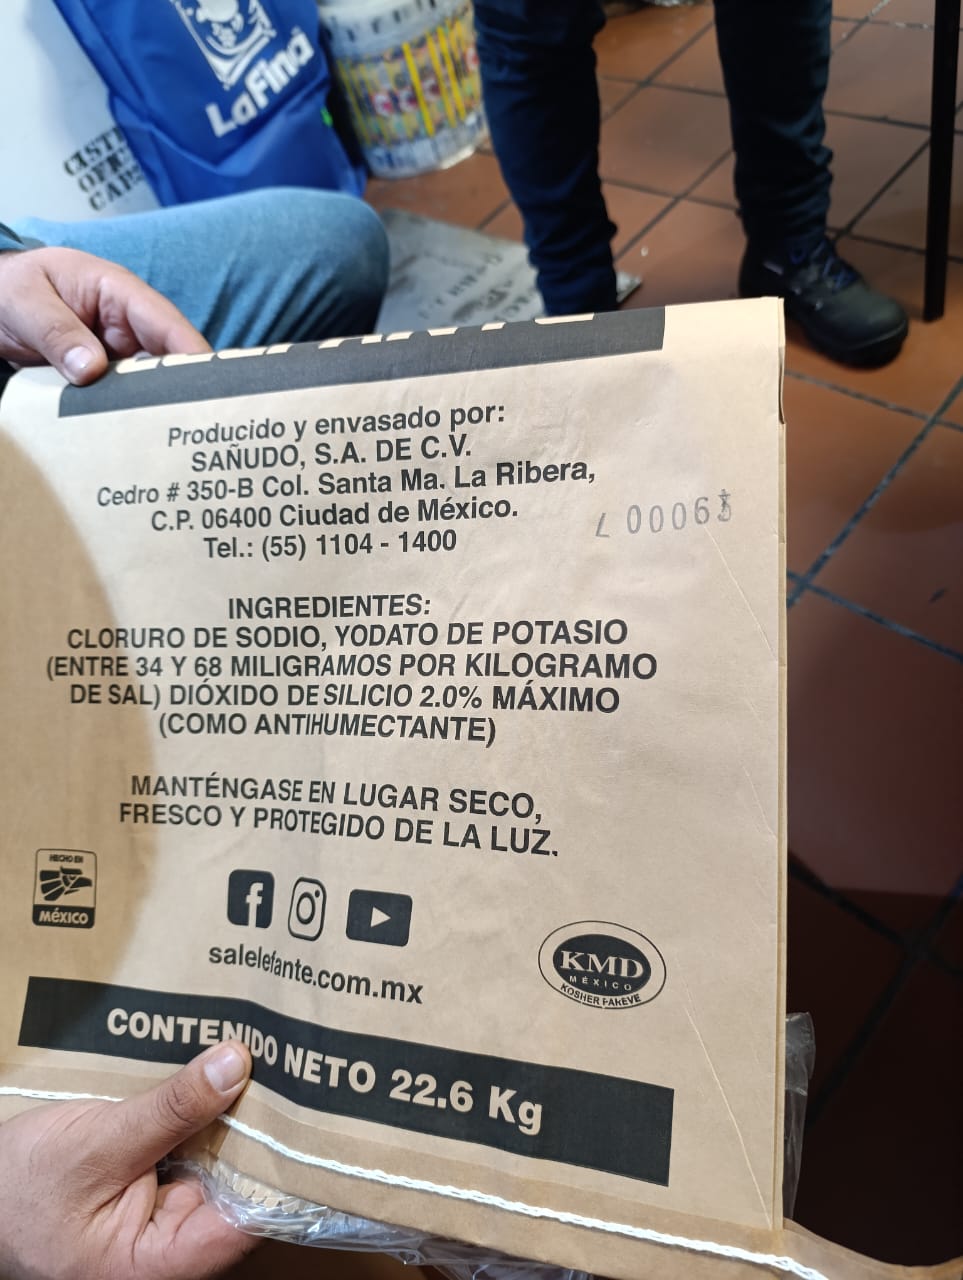 La Fina
Producido y envasado por:
SAÑUDO, S.A. DE C.V.
Cedro # 350-B Col. Santa Ma. La Ribera,
C.P. 06400 Ciudad de México.
Tel.: (55) 1104 - 1400
INGREDIENTES:
CLORURO DE SODIO, YODATO DE POTASIO
(ENTRE 34 Y 68 MILIGRAMOS POR KILOGRAMO
DE SAL) DIÓXIDO DE SILICIO 2.0% MÁXIMO
(COMO ANTIHUMECTANTE)
MANTÉNGASE EN LUGAR SECO,
FRESCO Y PROTEGIDO DE LA LUZ.
HECHO EN
MÉXICO
salelefante.com.mx
KMD
MÉXICO
KOSHER PAREVE
CONTENIDO NETO 22.6 Kg